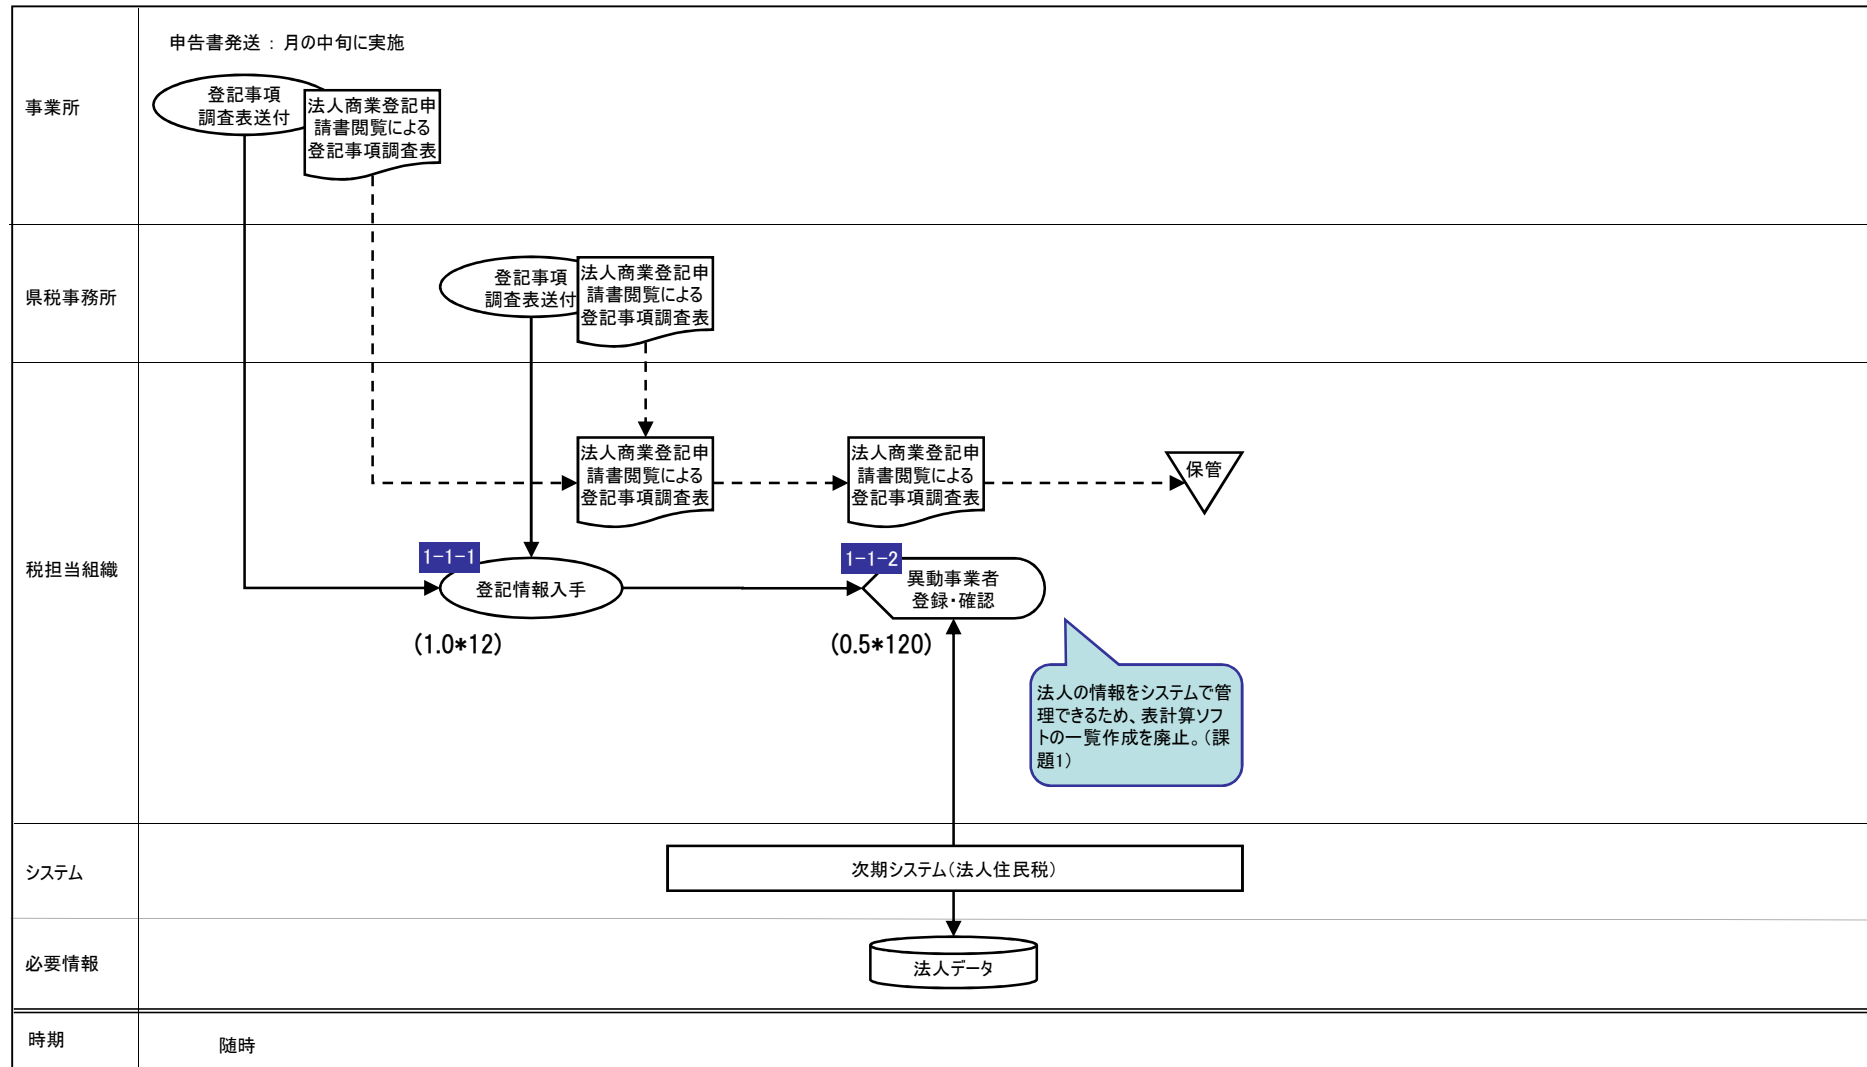 申告書発送 : 月の中旬に実施
事業所
登記事項
調査表送付
法人商業登記申
請書閲覧による
登記事項調査表
県税事務所
登記事項
調査表送付
法人商業登記申
請書閲覧による
登記事項調査表
税担当組織
法人商業登記申
請書閲覧による
登記事項調査表
法人商業登記申
請書閲覧による
登記事項調査表
保管
1-1-1
登記情報入手
(1.0*12)
1-1-2
異動事業者
登録・確認
(0.5*120)
法人の情報をシステムで管
理できるため、表計算ソフ
トの一覧作成を廃止。(課
題1)
システム
次期システム(法人住民税)
必要情報
法人データ
時期
随時